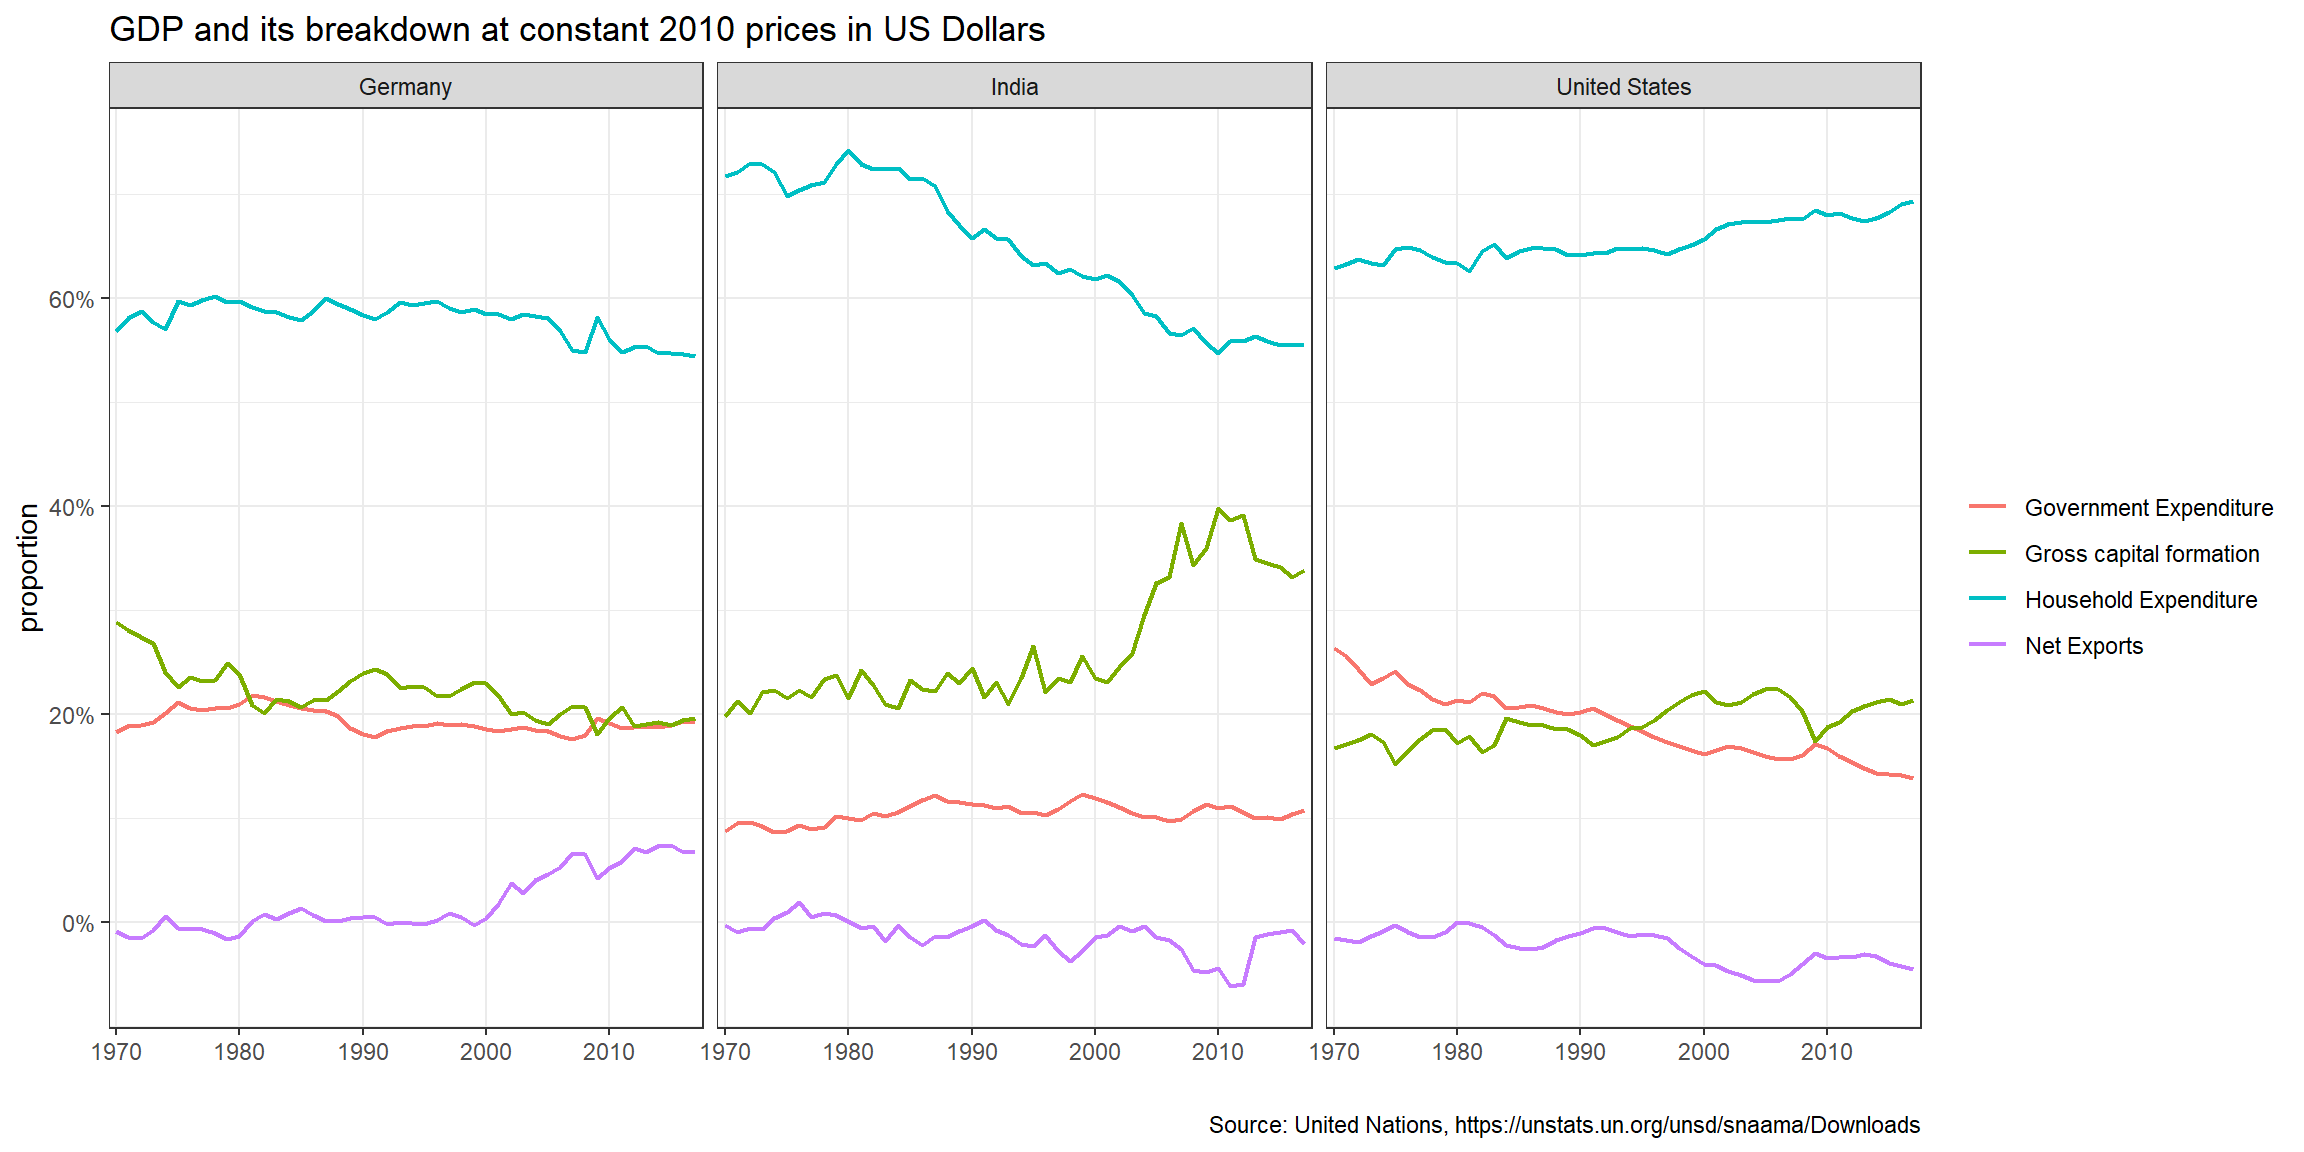 GDP and its breakdown at constant 2010 prices in US Dollars
Germany
India
United States
proportion
60%
40%
20%
0%
1970 1980 1990 2000 2010
1970 1980 1990 2000 2010
1970 1980 1990 2000 2010
Government Expenditure
Gross capital formation
Household Expenditure
Net Exports
Source: United Nations, https://unstats.un.org/unsd/snaama/Downloads